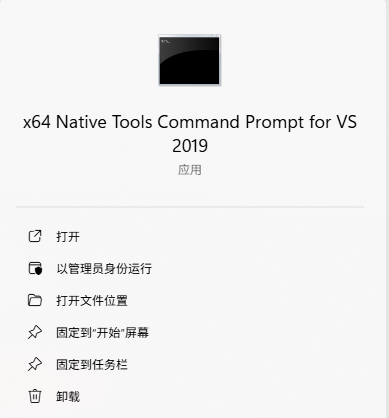 x64 Native Tools Command Prompt for VS
2019
应用
打开
以管理员身份运行
打开文件位置
固定到"开始"屏幕
固定到任务栏
卸载